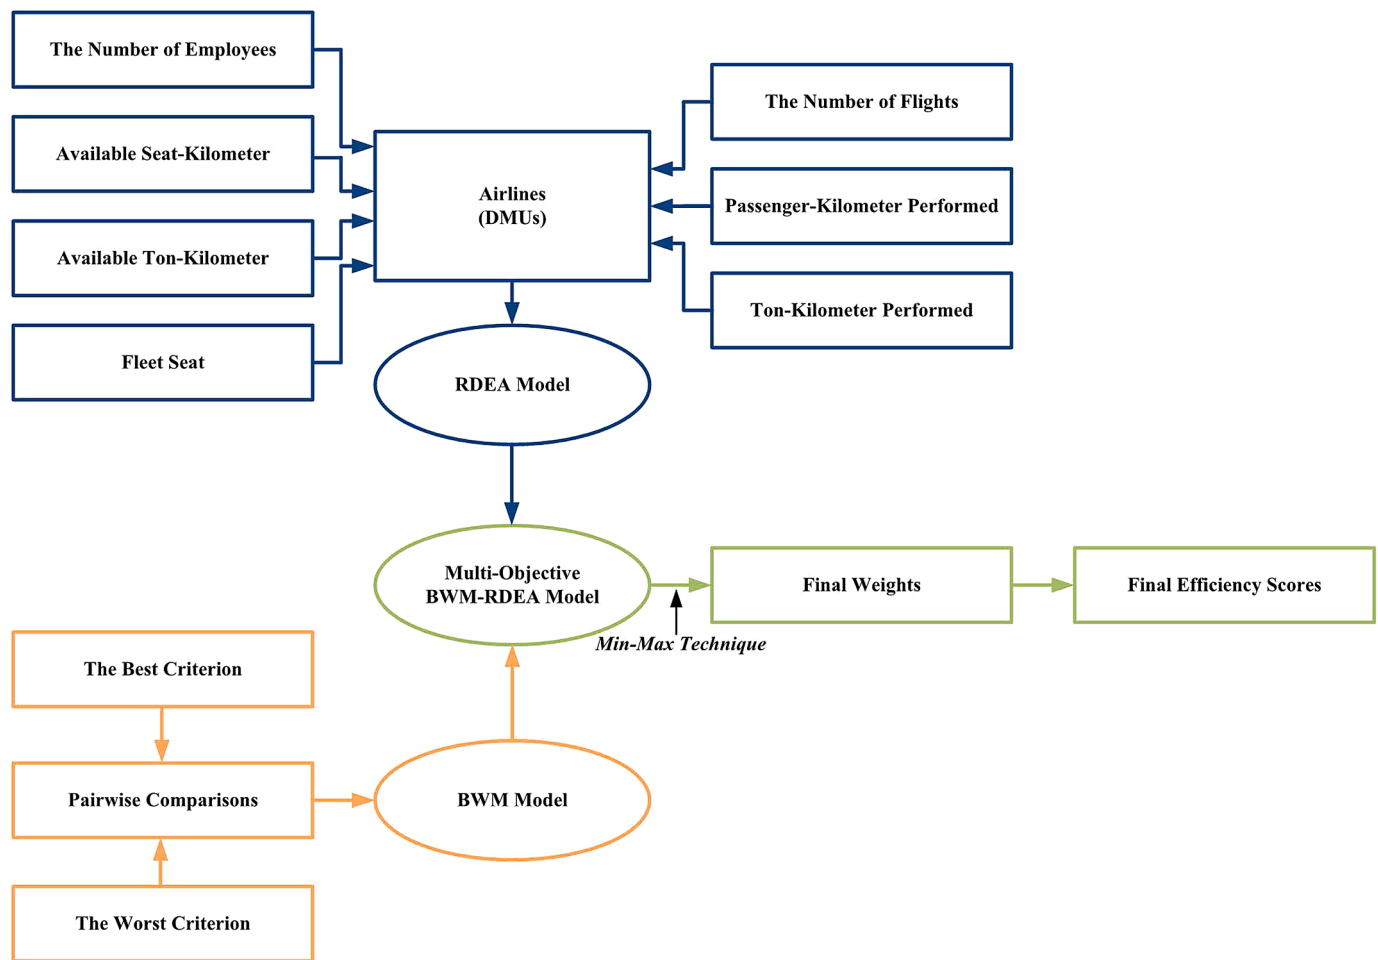 The Number of Employees
Available Seat-Kilometer
Available Ton-Kilometer
Fleet Seat
Airlines
(DMUs)
The Number of Flights
Passenger-Kilometer Performed
Ton-Kilometer Performed
RDEA Model
Multi-Objective
BWM-RDEA Model
Min-Max Technique
Final Weights
Final Efficiency Scores
The Best Criterion
Pairwise Comparisons
BWM Model
The Worst Criterion